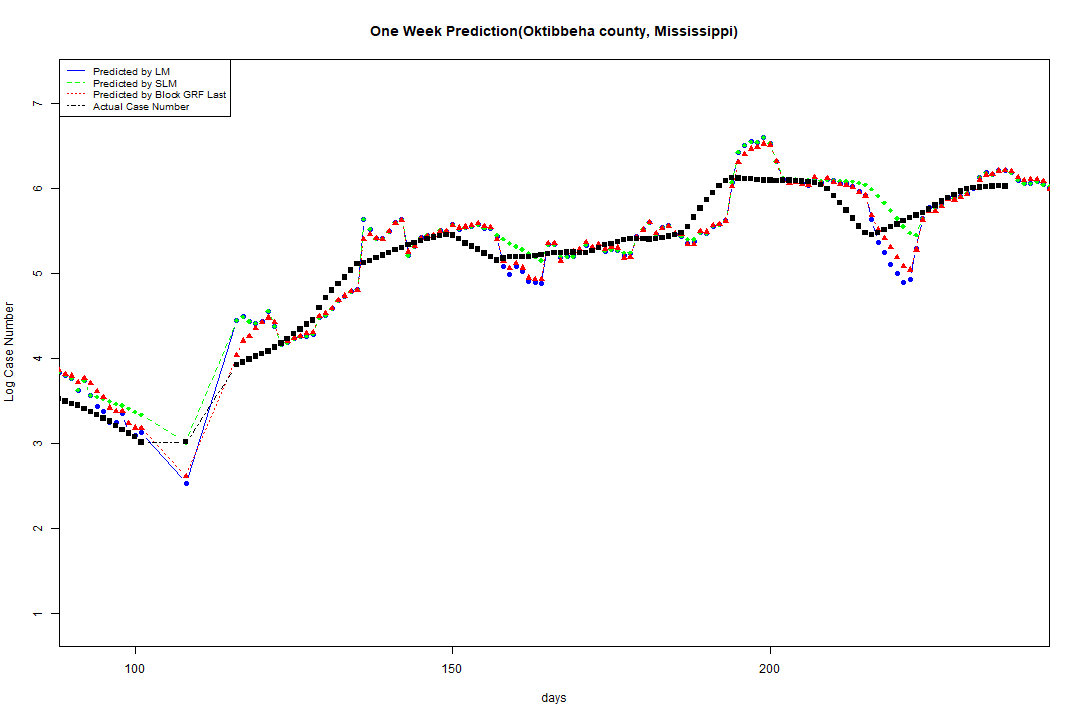 One Week Prediction(Oktibbeha county, Mississippi)
Predicted by LM
Predicted by SLM
Predicted by Block GRF Last
Actual Case Number
7
6
5
4
3
2
1
Log Case Number
100 150 200
days